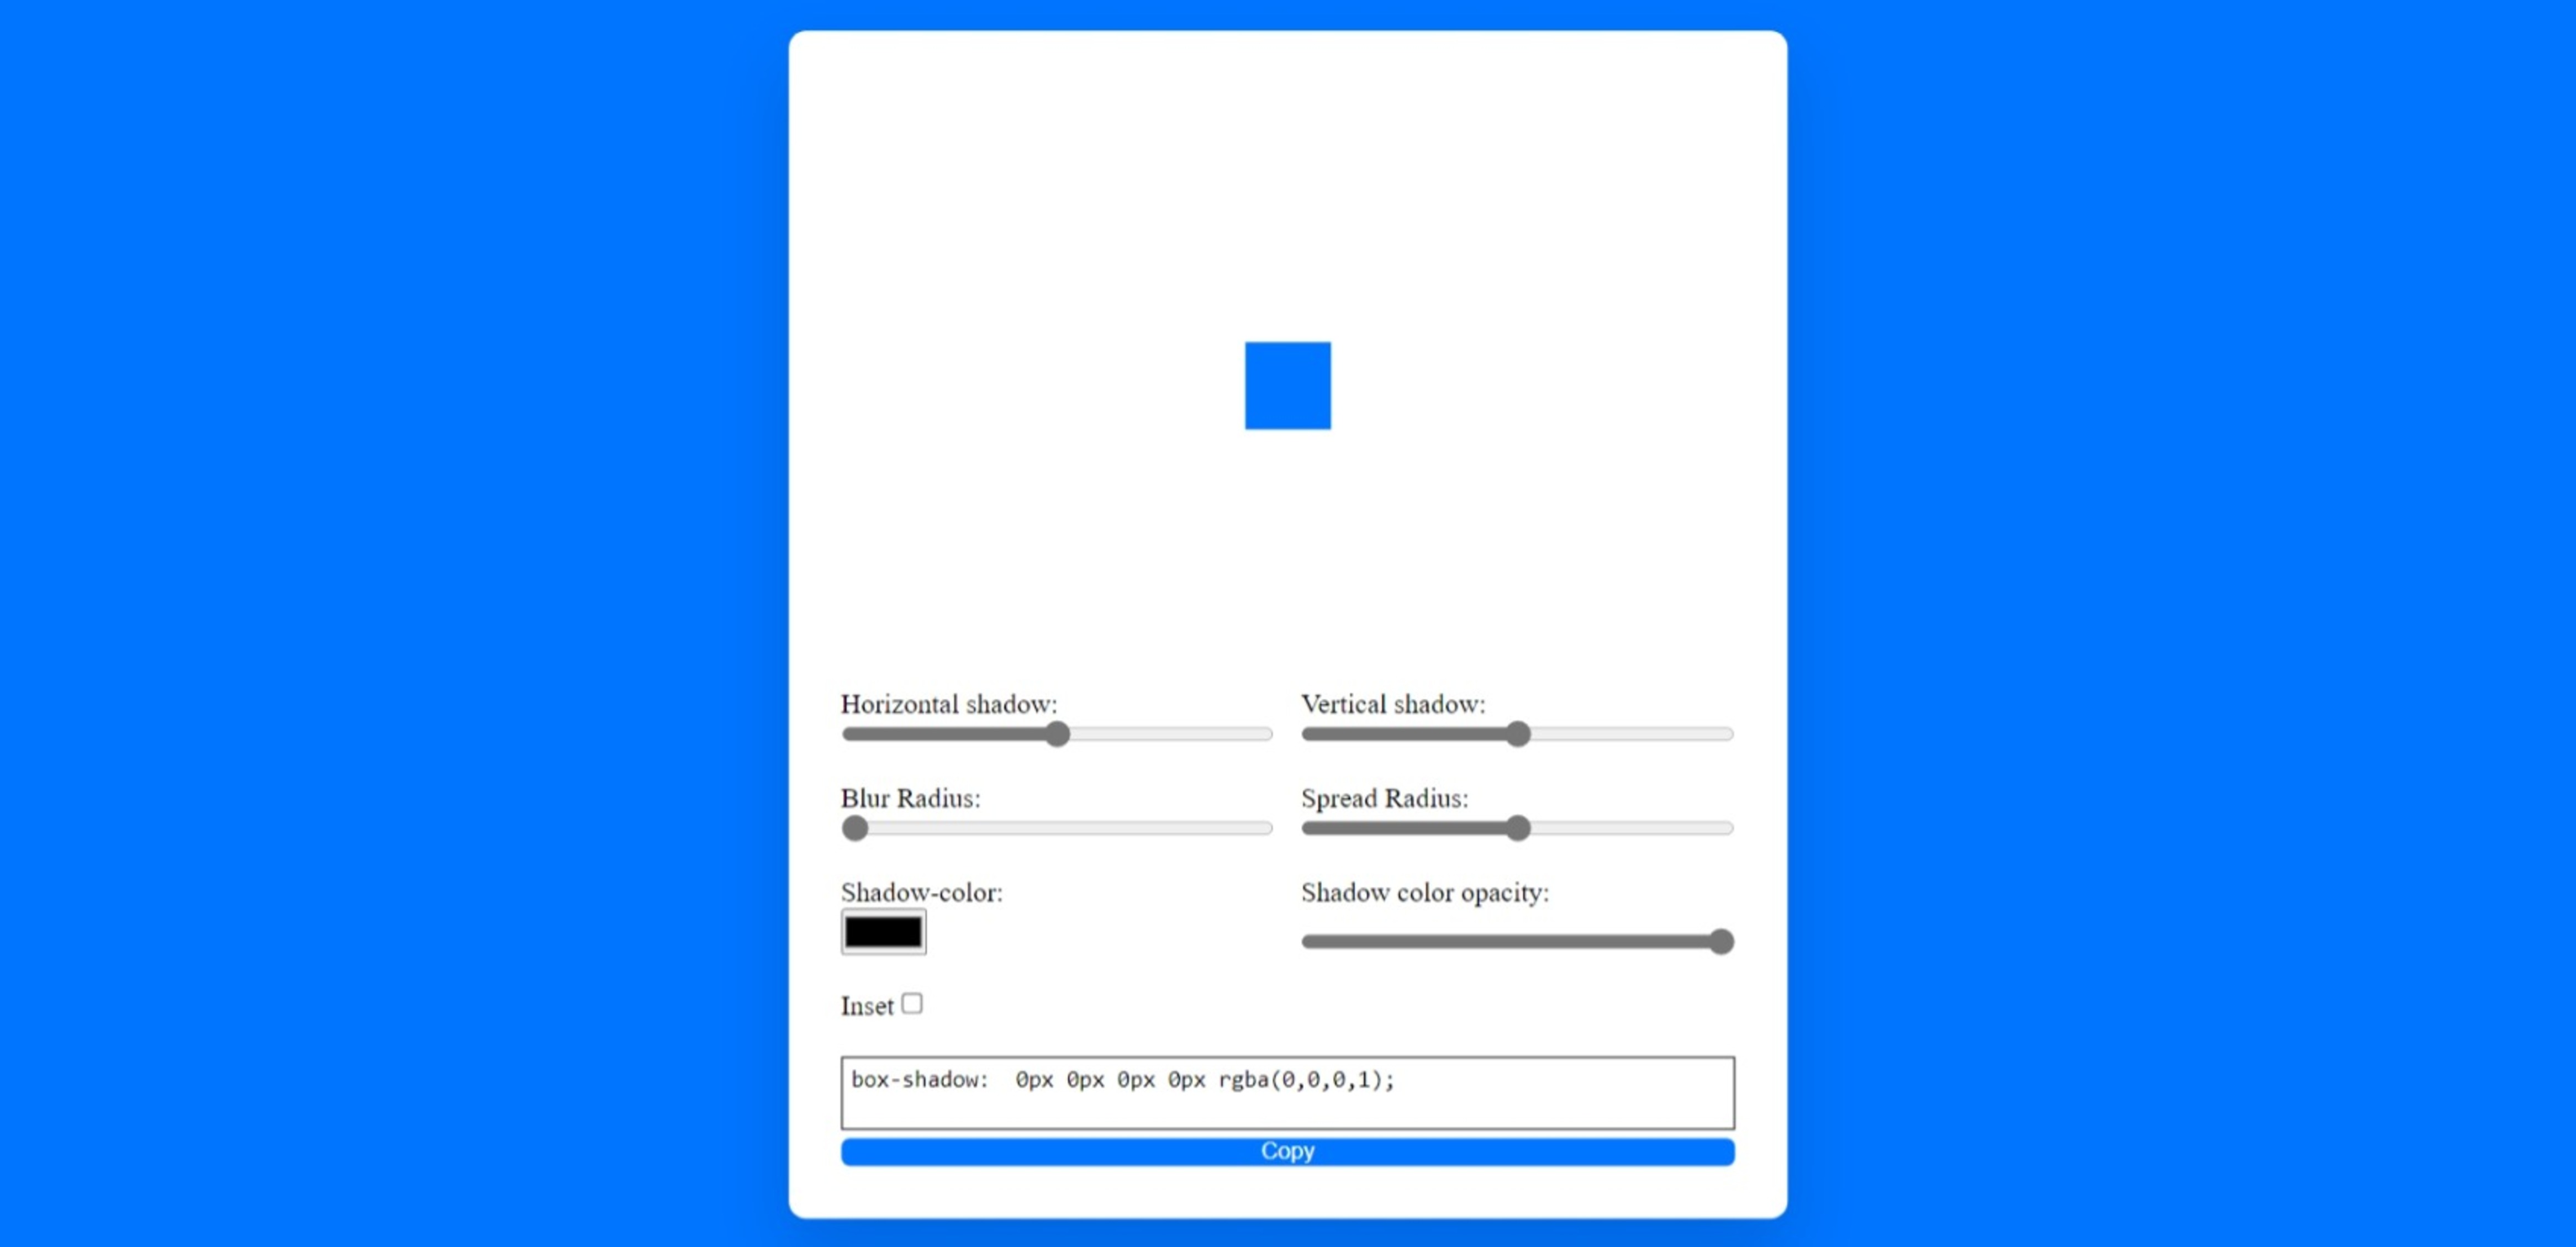 Horizontal shadow:
Vertical shadow:
Blur Radius:
Spread Radius:
Shadow-color:
Shadow color opacity:
Inset
box-shadow:  0px 0px 0px 0px rgba(0,0,0,1);
Copy